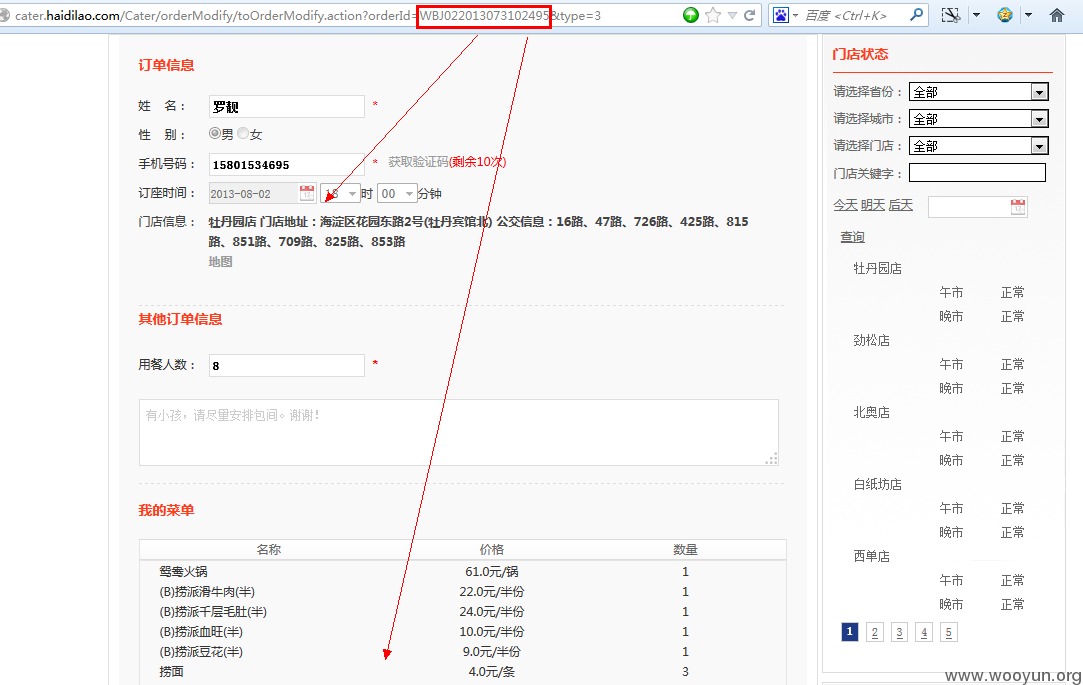 cater.haidilao.com/Cater/orderModify/toOrderModify.action?orderId=WBJ022013073102495&type=3
百度 <Ctrl+K>
订单信息
姓 名： 罗靓 *
性 别： 男 女
手机号码： 15801534695 * 获取验证码(剩余10次)
订座时间： 2013-08-02 18 时 00 分钟
门店信息： 牡丹园店 门店地址：海淀区花园东路2号(牡丹宾馆北) 公交信息：16路、47路、726路、425路、815
路、851路、709路、825路、853路
地图
其他订单信息
用餐人数： 8 *
有小孩，请尽量安排包间。谢谢！
我的菜单
名称 价格 数量
鸳鸯火锅 61.0元/锅 1
(B)捞派滑牛肉(半) 22.0元/半份 1
(B)捞派千层毛肚(半) 24.0元/半份 1
(B)捞派血旺(半) 10.0元/半份 1
(B)捞派豆花(半) 9.0元/半份 1
捞面 4.0元/条 3
门店状态
请选择省份： 全部
请选择城市： 全部
请选择门店： 全部
门店关键字：
今天 明天 后天
查询
牡丹园店
午市 正常
晚市 正常
劲松店
午市 正常
晚市 正常
北奥店
午市 正常
晚市 正常
白纸坊店
午市 正常
晚市 正常
西单店
午市 正常
晚市 正常
1 2 3 4 5
www.wooyun.org